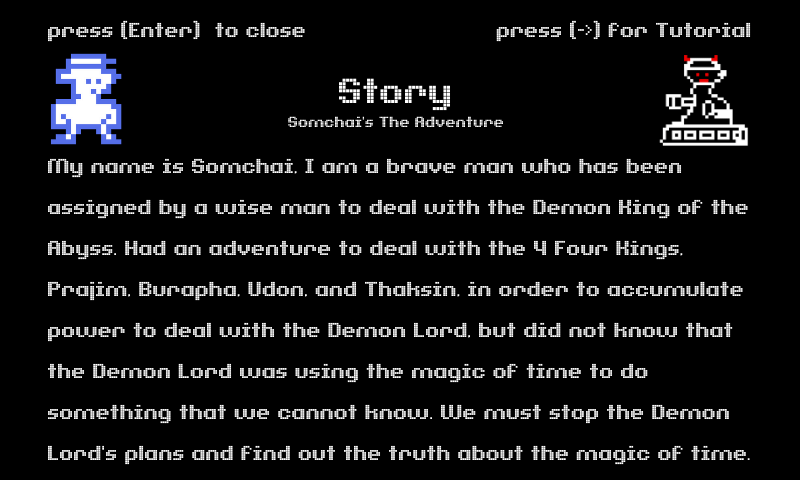 press (Enter) to close
press (->) for Tutorial
Story
Somchai's The Adventure
My name is Somchai, I am a brave man who has been
assigned by a wise man to deal with the Demon King of the
Abyss. Had an adventure to deal with the 4 Four Kings,
Prajim, Burapha, Udon, and Thaksin, in order to accumulate
power to deal with the Demon Lord, but did not know that
the Demon Lord was using the magic of time to do
something that we cannot know. We must stop the Demon
Lord's plans and find out the truth about the magic of time.